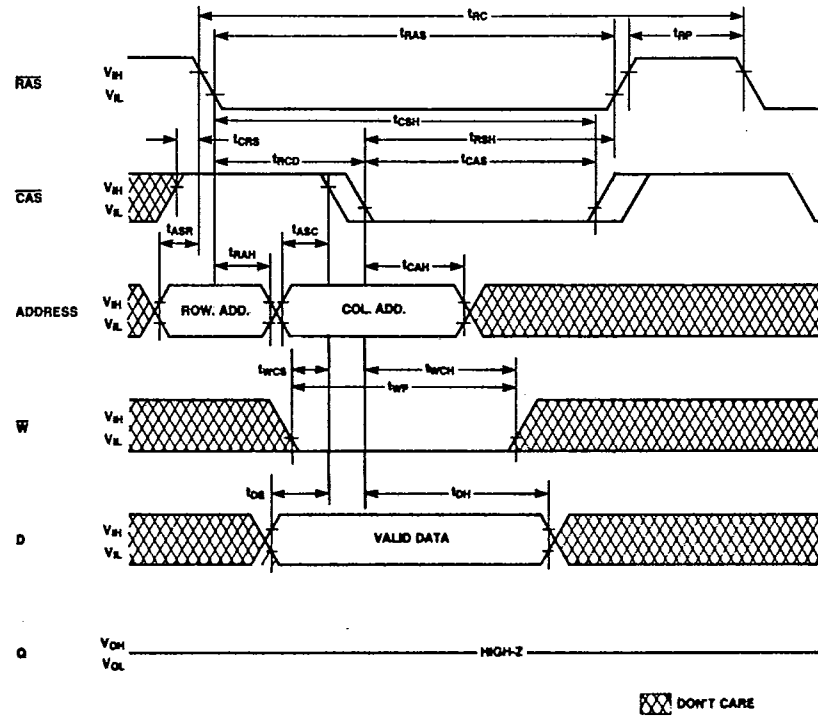 tRC
tRAS
tRP
RAS
VIH
VIL
tCSH
tCRS
tRSH
tRCD
tCAS
CAS
VIH
VIL
tASR
tRAH
tASC
tCAH
ADDRESS
VIH
VIL
ROW. ADD.
COL. ADD.
tWCS
tWCH
tWP
W
VIH
VIL
tDS
tDH
D
VIH
VIL
VALID DATA
Q
VOH
VOL
HIGH-Z
DON'T CARE